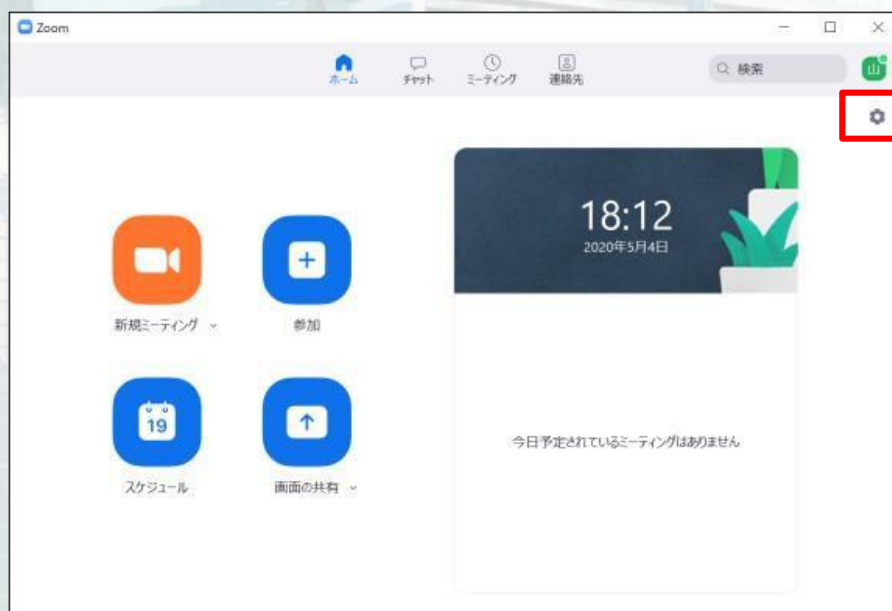 Zoom
ホーム
チャット
ミーティング
連絡先
検索
山
18:12
2020年5月4日
新規ミーティング
参加
19
スケジュール
画面の共有
今日予定されているミーティングはありません